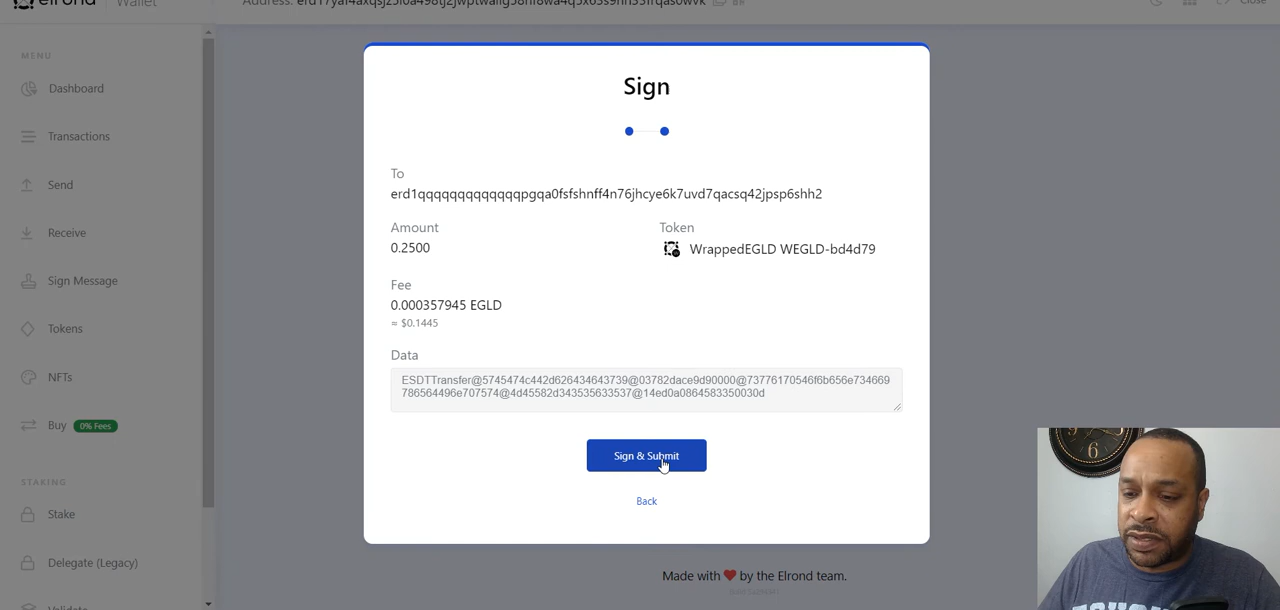 Wallet
MENU
Dashboard
Transactions
Send
Receive
Sign Message
Tokens
NFTs
Buy 0% Fees
STAKING
Stake
Delegate (Legacy)
Sign
To
erd1qqqqqqqqqqqqqpgqa0fsfshnff4n76jhcye6k7uvd7qacsq42jpsp6shh2
Amount
Token
0.2500
WrappedEGLD WEGLD-bd4d79
Fee
0.000357945 EGLD
≈ $0.1445
Data
ESDTTransfer@5745474c442d626434643739@03782dace9d90000@73776170546f6b656e734669
786564496e707574@4d45582d343535633537@14ed0a0864583350030d
Sign & Submit
Back
Made with ❤ by the Elrond team.